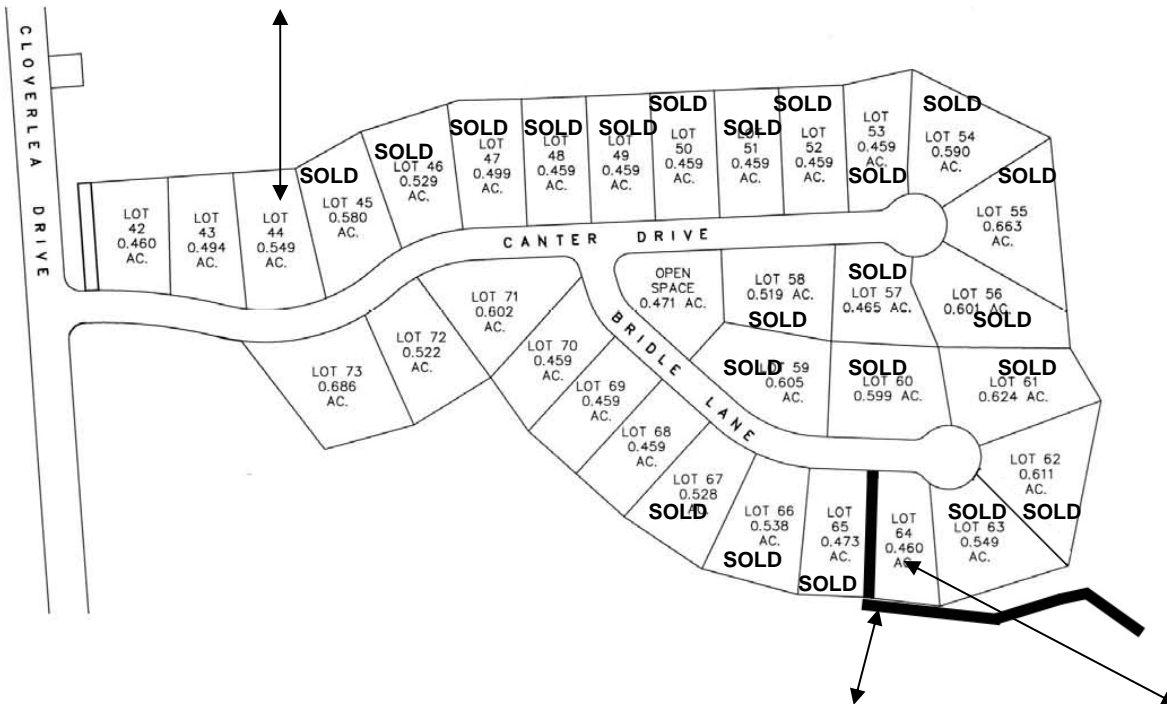 CLOVERLEA DRIVE
LOT
42
0.460
AC.
LOT
43
0.494
AC.
LOT
44
0.549
AC.
SOLD
LOT 45
0.580
AC.
SOLD
LOT 46
0.529
AC.
SOLD
LOT
47
0.499
AC.
SOLD
LOT
48
0.459
AC.
SOLD
LOT
49
0.459
AC.
SOLD
LOT
50
0.459
AC.
SOLD
LOT
51
0.459
AC.
SOLD
LOT
52
0.459
AC.
LOT
53
0.459
AC.
SOLD
SOLD
LOT 54
0.590
AC.
SOLD
LOT 55
0.663
AC.
CANTER DRIVE
OPEN
SPACE
0.471 AC.
LOT 58
0.519 AC.
SOLD
SOLD
LOT 57
0.465 AC.
LOT 56
0.601 AC.
SOLD
BRIDLE LANE
SOLD
LOT 59
0.605
AC.
SOLD
LOT 60
0.599 AC.
SOLD
LOT 61
0.624 AC.
LOT 73
0.686
AC.
LOT 72
0.522
AC.
LOT 71
0.602
AC.
LOT 70
0.459
AC.
LOT 69
0.459
AC.
LOT 68
0.459
AC.
LOT 67
0.528
AC.
SOLD
LOT 66
0.538
AC.
SOLD
LOT
65
0.473
AC.
SOLD
LOT
64
0.460
AC.
SOLD
LOT 63
0.549
AC.
LOT 62
0.611
AC.
SOLD